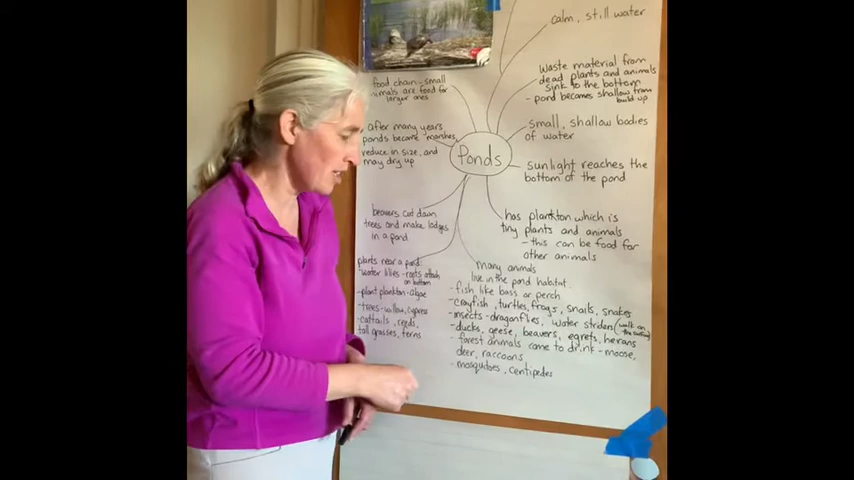 calm, still water
waste material from
dead plants and animals
sink to the bottom
- pond becomes shallow from
build up
small, shallow bodies
of water
sunlight reaches the
bottom of the pond
has plankton which is
tiny plants and animals
- this can be food for
other animals
many animals
live in the pond habitat.
- fish like bass or perch
- crayfish, turtles, frogs, snails, snakes
- insects - dragonflies, water striders (walk on
- ducks, geese, beavers, egrets, herons
- forest animals come to drink - moose,
deer, raccoons
- mosquitoes, centipedes
Ponds
food chain - small
animals are food for
larger ones
after many years
ponds become marshes,
reduce in size, and
may dry up
beavers cut down
trees and make lodges
in a pond
plants near a pond:
- water lilies - roots attach
on bottom
- plant plankton - algae
- trees - willow, cypress
- cattails, reeds,
tall grasses, ferns